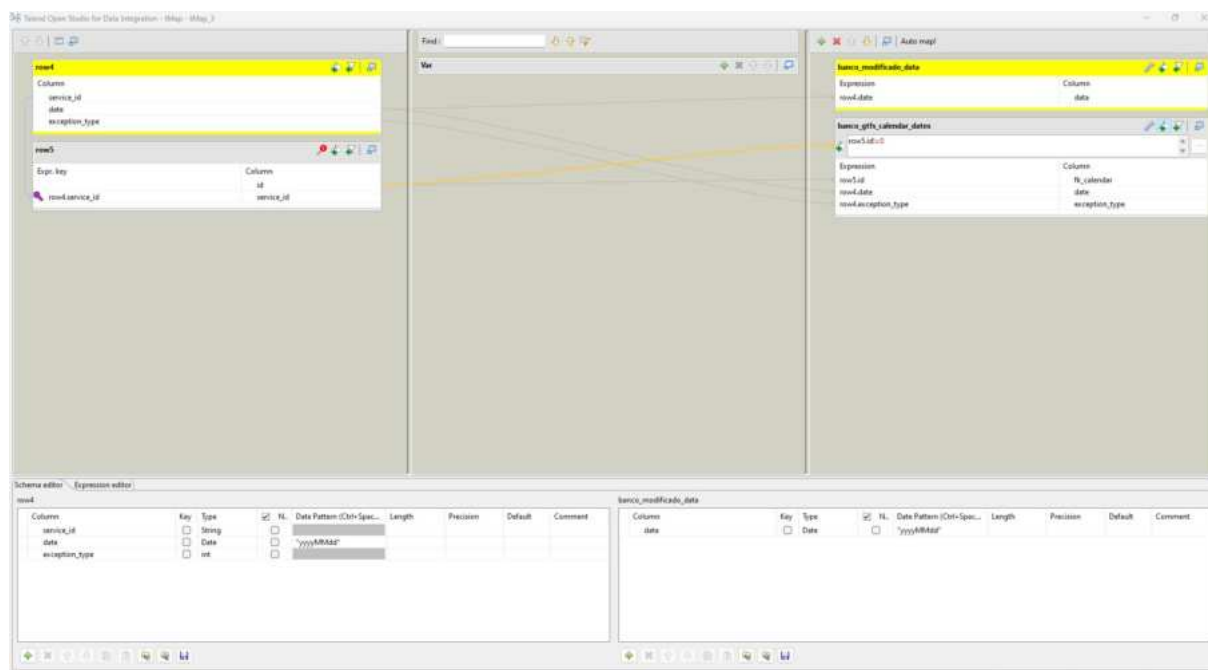 Talend Open Studio for Data Integration - tMap - tMap_3
Find :
Auto map!
row4
Column
service_id
date
exception_type
row5
Expr. key
Column
id
row4.service_id
service_id
Var
banco_modificado_data
Expression
Column
row4.date
data
banco_gtfs_calendar_dates
Expression
Column
row5.id
fk_calendar
row4.date
date
row4.exception_type
exception_type
Schema editor
Expression editor
row4
Column
Key
Type
N..
Date Pattern (Ctrl+Spac...
Length
Precision
Default
Comment
service_id
String
date
Date
"yyyyMMdd"
exception_type
int
banco_modificado_data
Column
Key
Type
N..
Date Pattern (Ctrl+Spac...
Length
Precision
Default
Comment
data
Date
"yyyyMMdd"